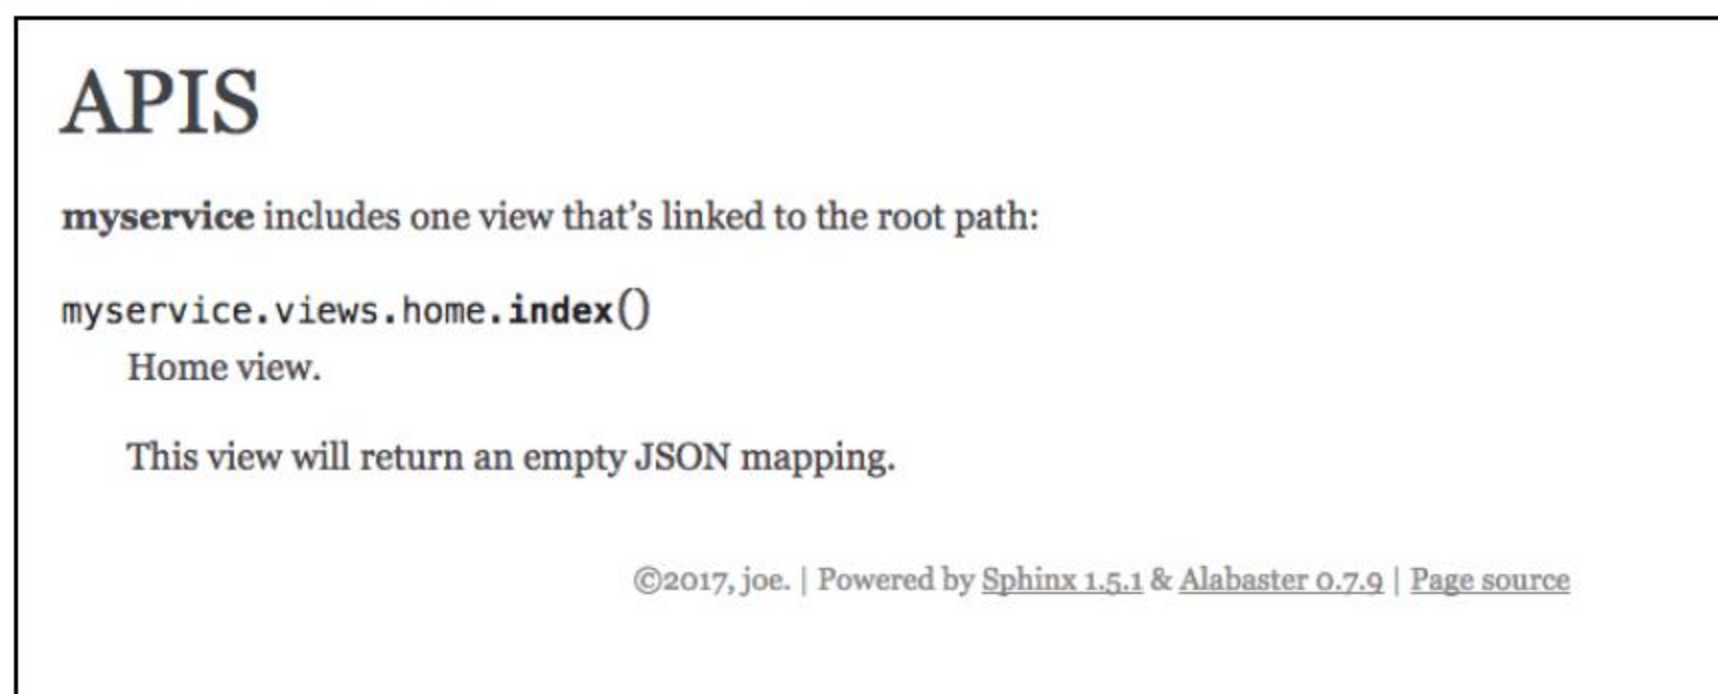 APIS
myservice includes one view that’s linked to the root path:
myservice.views.home.index()
Home view.
This view will return an empty JSON mapping.
©2017, joe. | Powered by Sphinx 1.5.1 & Alabaster 0.7.9 | Page source